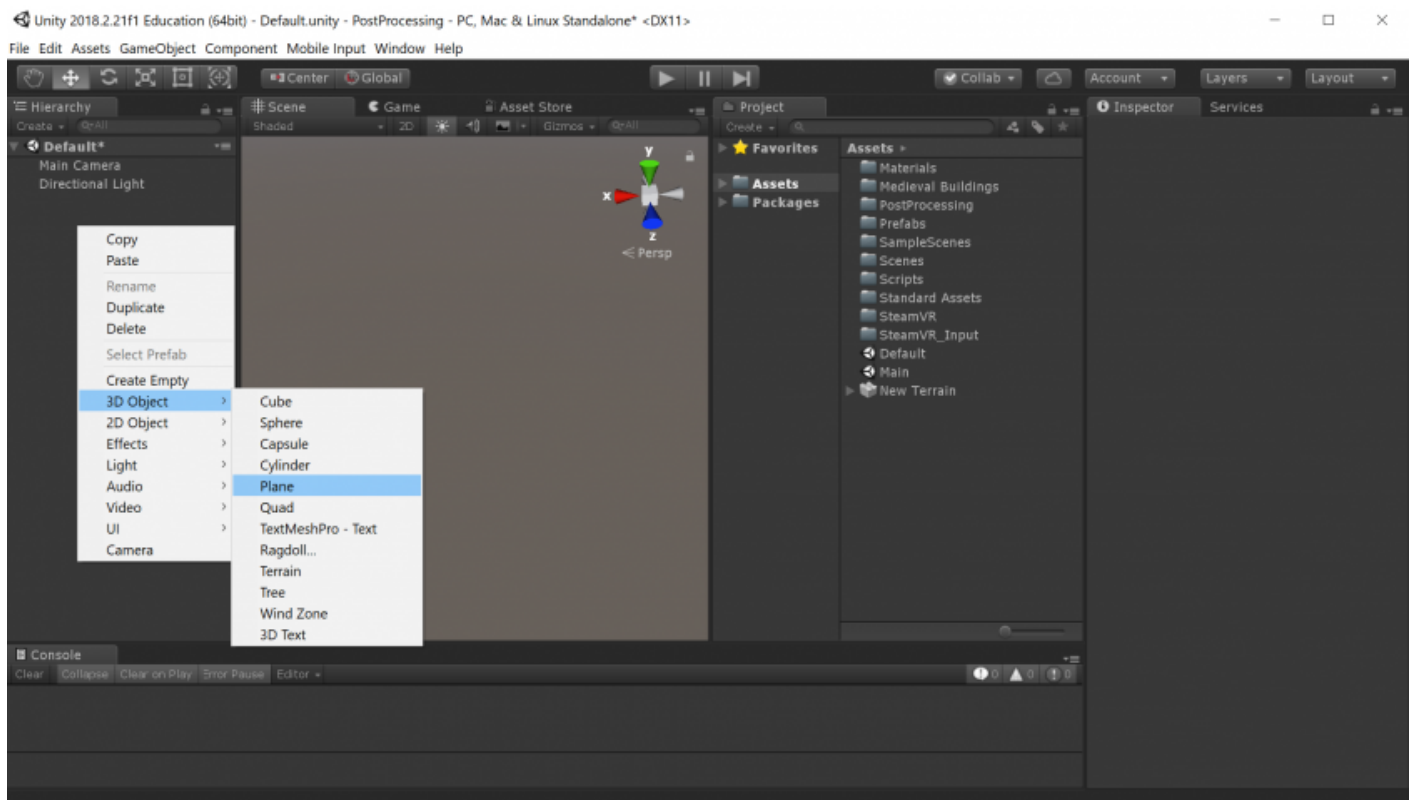 Unity 2018.2.21f1 Education (64bit) - Default.unity - PostProcessing - PC, Mac & Linux Standalone* <DX11>
File Edit Assets GameObject Component Mobile Input Window Help
Center Global Collab Account Layers Layout
Hierarchy
Create All
Default*
Main Camera
Directional Light
Copy
Paste
Rename
Duplicate
Delete
Select Prefab
Create Empty
3D Object
2D Object
Effects
Light
Audio
Video
UI
Camera
Cube
Sphere
Capsule
Cylinder
Plane
Quad
TextMeshPro - Text
Ragdoll...
Terrain
Tree
Wind Zone
3D Text
Scene Game Asset Store
Shaded 2D Gizmos All
y
x
z
Persp
Project
Create
Favorites
Assets
Packages
Assets
Materials
Medieval Buildings
PostProcessing
Prefabs
SampleScenes
Scenes
Scripts
Standard Assets
SteamVR
SteamVR_Input
Default
Main
New Terrain
Inspector Services
Console
Clear Collapse Clear on Play Error Pause Editor 0 0 0